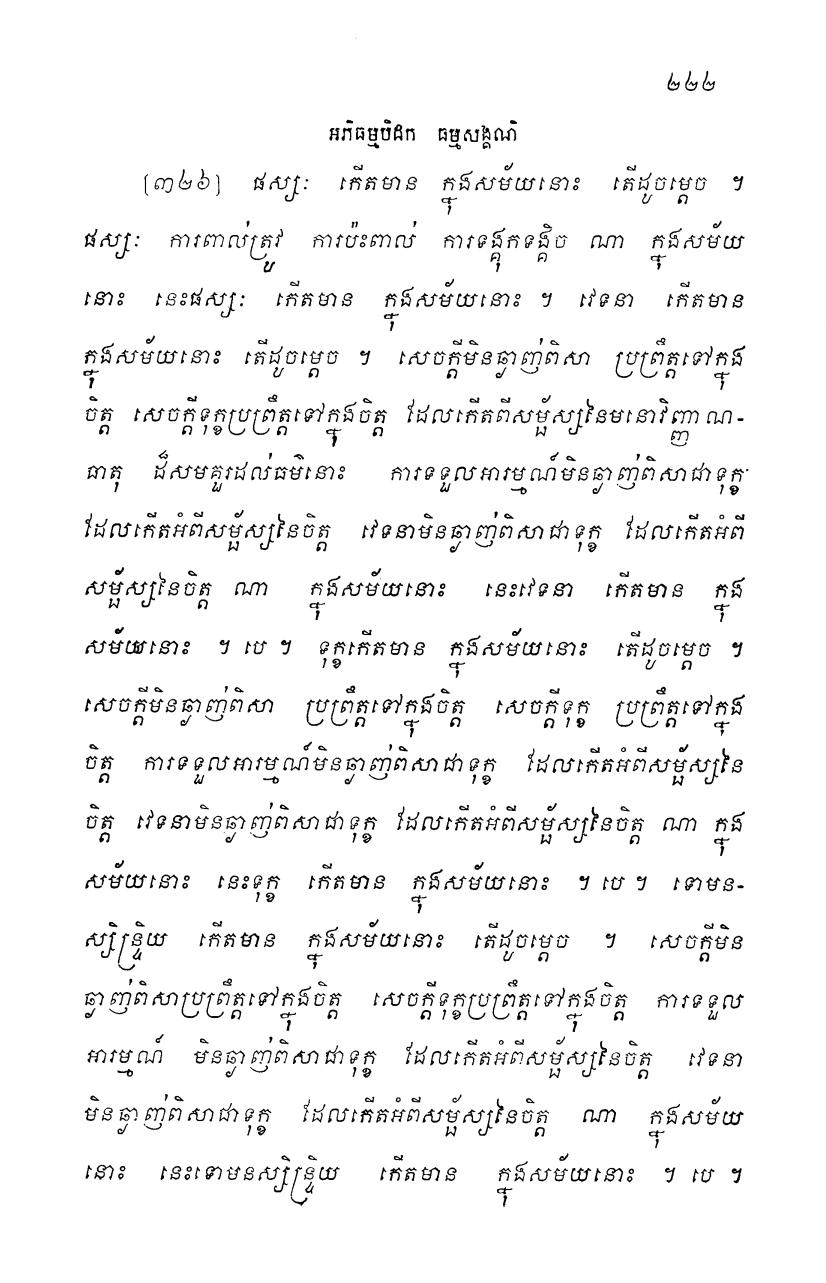 ២២២
អភិធម្មបិដក ធម្មសង្គណិ
[៣២៦] ផស្សៈ កើតមាន ក្នុងសម័យនោះ តើដូចម្តេច ។
ផស្សៈ ការពាល់ត្រូវ ការប៉ះពាល់ ការទង្គុកទង្គិច ណា ក្នុងសម័យ
នោះ នេះផស្សៈ កើតមាន ក្នុងសម័យនោះ ។ វេទនា កើតមាន
ក្នុងសម័យនោះ តើដូចម្តេច ។ សេចក្តីមិនឆ្ងាញ់ពិសា ប្រព្រឹត្តទៅក្នុង
ចិត្ត សេចក្តីទុក្ខប្រព្រឹត្តទៅក្នុងចិត្ត ដែលកើតពីសម្ផ័ស្សនៃមនោវិញ្ញាណ-
ធាតុ ដ៏សមគួរដល់ធម៌នោះ ការទទួលអារម្មណ៍មិនឆ្ងាញ់ពិសាជាទុក្ខ
ដែលកើតអំពីសម្ផ័ស្សនៃចិត្ត វេទនាមិនឆ្ងាញ់ពិសាជាទុក្ខ ដែលកើតអំពី
សម្ផ័ស្សនៃចិត្ត ណា ក្នុងសម័យនោះ នេះវេទនា កើតមាន ក្នុង
សម័យនោះ ។ បេ ។ ទុក្ខកើតមាន ក្នុងសម័យនោះ តើដូចម្តេច ។
សេចក្តីមិនឆ្ងាញ់ពិសា ប្រព្រឹត្តទៅក្នុងចិត្ត សេចក្តីទុក្ខ ប្រព្រឹត្តទៅក្នុង
ចិត្ត ការទទួលអារម្មណ៍មិនឆ្ងាញ់ពិសាជាទុក្ខ ដែលកើតអំពីសម្ផ័ស្សនៃ
ចិត្ត វេទនាមិនឆ្ងាញ់ពិសាជាទុក្ខ ដែលកើតអំពីសម្ផ័ស្សនៃចិត្ត ណា ក្នុង
សម័យនោះ នេះទុក្ខ កើតមាន ក្នុងសម័យនោះ ។ បេ ។ ទោមន-
ស្សិន្ទ្រិយ កើតមាន ក្នុងសម័យនោះ តើដូចម្តេច ។ សេចក្តីមិន
ឆ្ងាញ់ពិសាប្រព្រឹត្តទៅក្នុងចិត្ត សេចក្តីទុក្ខប្រព្រឹត្តទៅក្នុងចិត្ត ការទទួល
អារម្មណ៍ មិនឆ្ងាញ់ពិសាជាទុក្ខ ដែលកើតអំពីសម្ផ័ស្សនៃចិត្ត វេទនា
មិនឆ្ងាញ់ពិសាជាទុក្ខ ដែលកើតអំពីសម្ផ័ស្សនៃចិត្ត ណា ក្នុងសម័យ
នោះ នេះទោមនស្សិន្ទ្រិយ កើតមាន ក្នុងសម័យនោះ ។ បេ ។